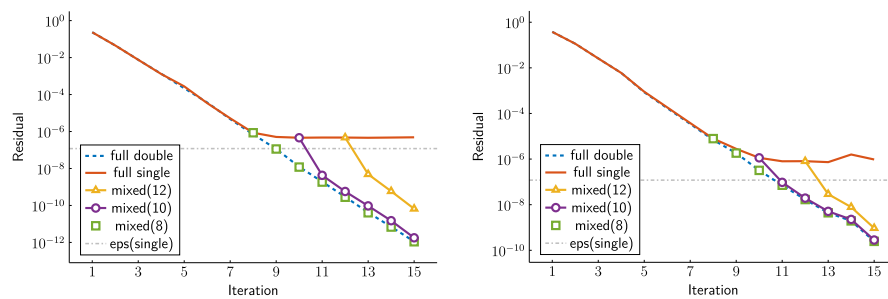 10^0
10^-2
10^-4
10^-6
10^-8
10^-10
10^-12
Residual
full double
full single
mixed(12)
mixed(10)
mixed(8)
eps(single)
1 3 5 7 9 11 13 15
Iteration
10^0
10^-2
10^-4
10^-6
10^-8
10^-10
Residual
full double
full single
mixed(12)
mixed(10)
mixed(8)
eps(single)
1 3 5 7 9 11 13 15
Iteration